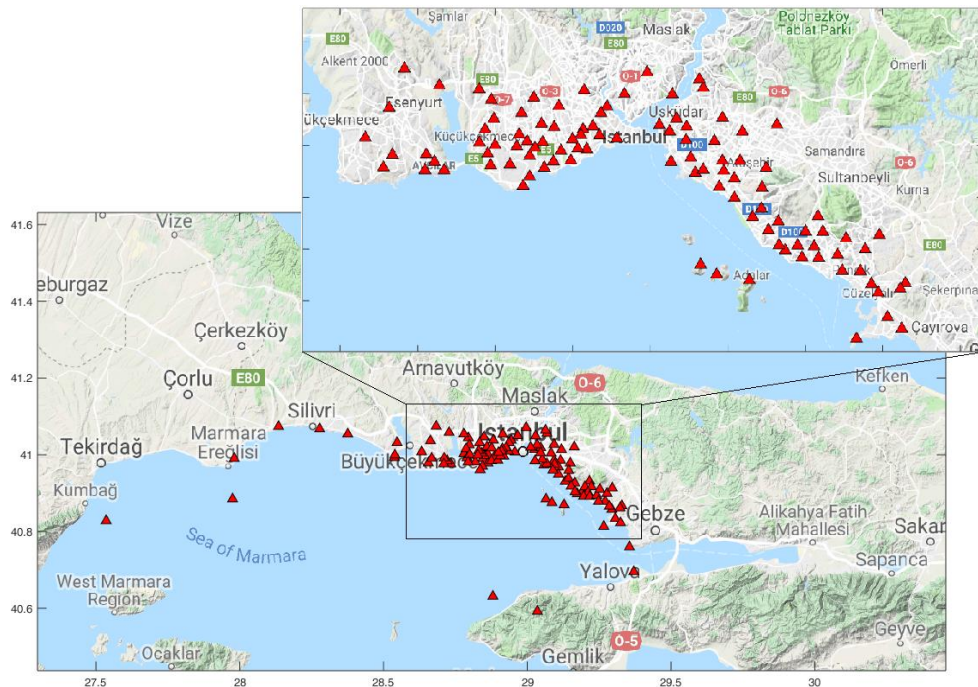 Şamlar
Polonezköy
Tabiat Parkı
Maslak
D020
E80
E80
Alkent 2000
Ömerli
E80
O-1
O-3
O-6
O-7
Esenyurt
E80
Üsküdar
Küçükçekmece
İstanbul
D100
Samandıra
E5
E5
O-6
Sultanbeyli
D100
E80
Adalar
Şekerpına
Çayırova
41.6
Vize
eburgaz
41.4
Çerkezköy
Çorlu
E80
Silivri
41.2
Arnavutköy
O-6
Kefken
Maslak
Tekirdağ
Marmara
Ereğlisi
İstanbul
Büyükçekmece
41
Kumbağ
Gebze
Alikahya Fatih
Mahallesi
Sakar
40.8
Sea of Marmara
Sapanca
Yalova
West Marmara
Region
40.6
Geyve
Ocaklar
Gemlik
O-5
27.5
28
28.5
29
29.5
30